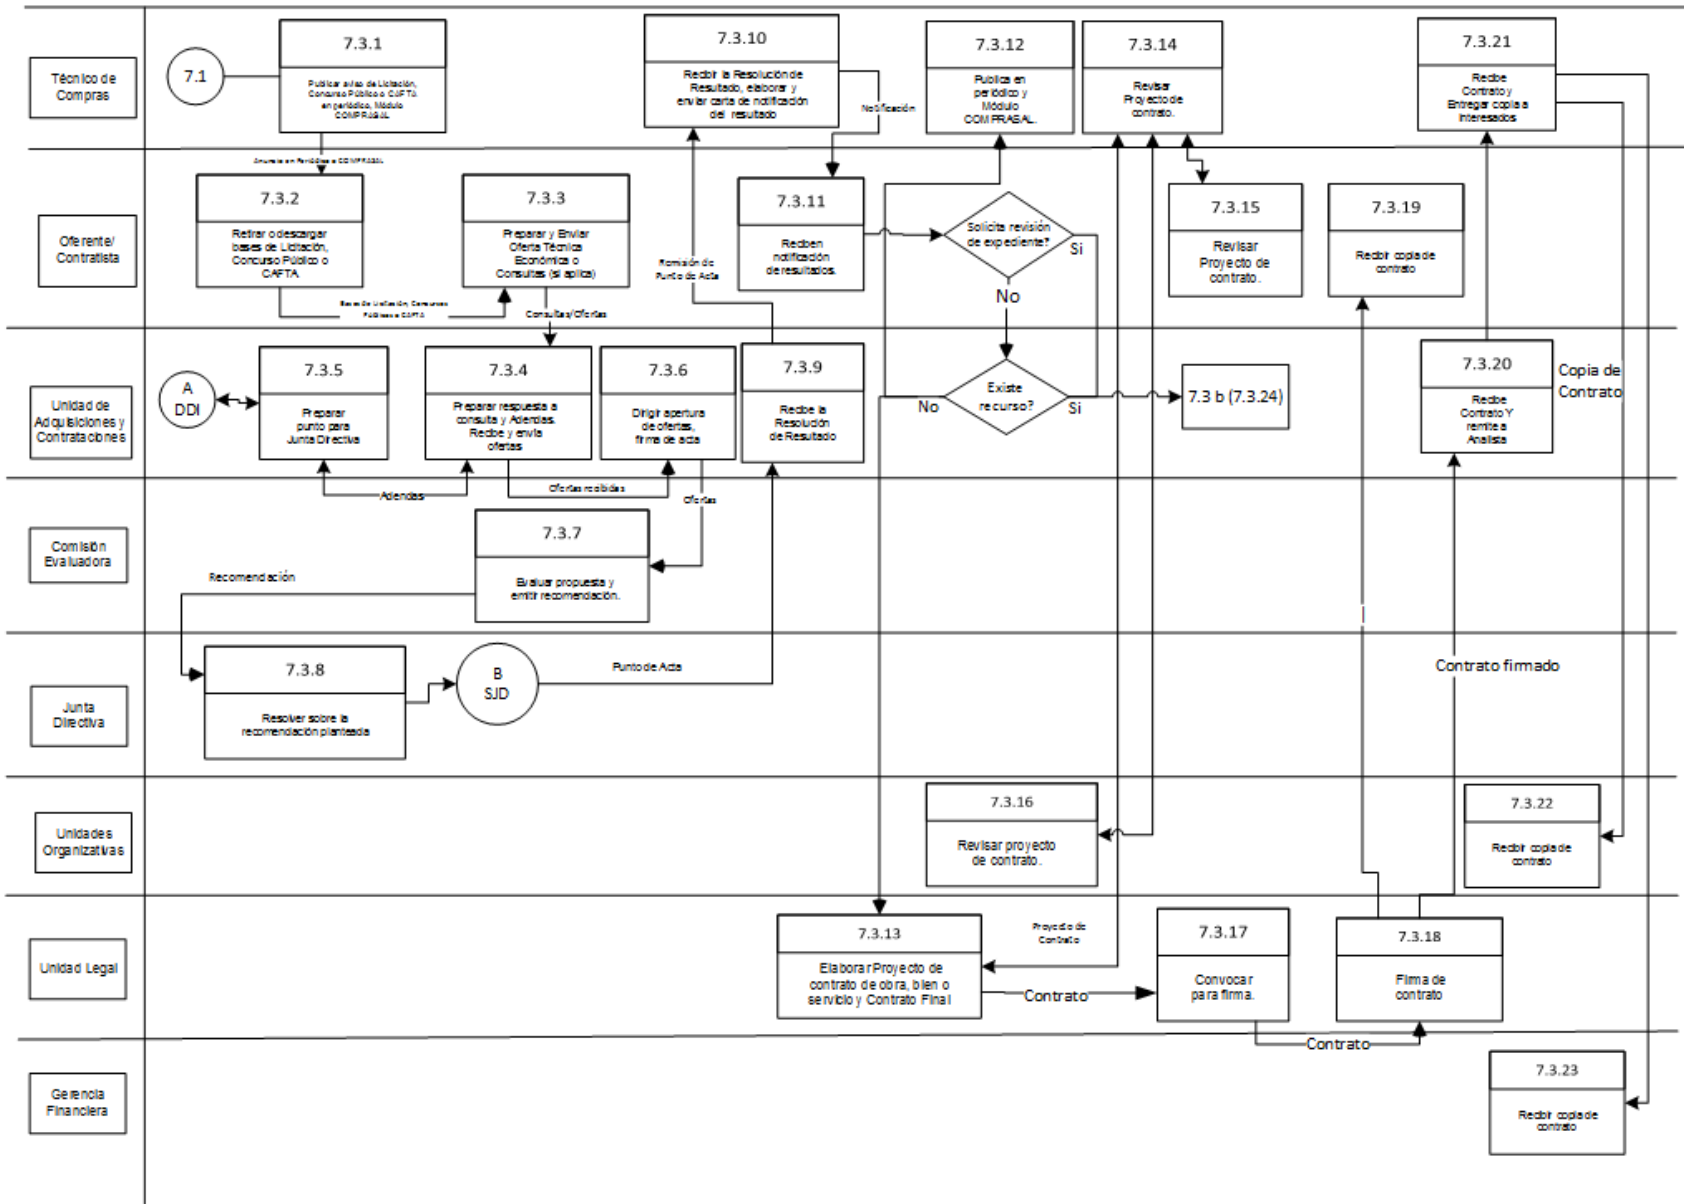 Técnico de
Compras
7.1
7.3.1
Publicar aviso de Licitación,
Concurso Público o CAFTA
en periódico, Módulo
COMPRASAL
7.3.10
Recibir la Resolución de
Resultado, elaborar y
enviar carta de notificación
del resultado
Notificación
7.3.12
Publica en
periódico y
Módulo
COMPRASAL.
7.3.14
Revisar
Proyecto de
contrato.
7.3.21
Recibe
Contrato y
Entregar copia a
Interesados
Anuncio en Periódico o COMPRASAL
Oferente/
Contratista
7.3.2
Retirar o descargar
bases de Licitación,
Concurso Público o
CAFTA
Bases de Licitación, Concursos
Públicos o CAFTA
7.3.3
Preparar y Enviar
Oferta Técnica
Económica o
Consultas (si aplica)
Consultas/Ofertas
Remisión de
Punto de Acta
7.3.11
Reciben
notificación
de resultados.
Solicita revisión
de expediente?
Si
No
7.3.15
Revisar
Proyecto de
contrato.
7.3.19
Recibir copia de
contrato
Unidad de
Adquisiciones y
Contrataciones
A
DDI
7.3.5
Preparar
punto para
Junta Directiva
7.3.4
Preparar respuesta a
consulta y Adendas.
Recibe y envía
ofertas
7.3.6
Dirigir apertura
de ofertas,
firma de acta
7.3.9
Recibe la
Resolución
de Resultado
Existe
recurso?
No
Si
7.3 b (7.3.24)
7.3.20
Recibe
Contrato Y
remite a
Analista
Copia de
Contrato
Adendas
Ofertas recibidas
Ofertas
Comisión
Evaluadora
7.3.7
Evaluar propuesta y
emitir recomendación.
Recomendación
Junta
Directiva
7.3.8
Resolver sobre la
recomendación planteada
B
SJD
Punto de Acta
Contrato firmado
Unidades
Organizativas
7.3.16
Revisar proyecto
de contrato.
7.3.22
Recibir copia de
contrato
Unidad Legal
7.3.13
Elaborar Proyecto de
contrato de obra, bien o
servicio y Contrato Final
Proyecto de
Contrato
Contrato
7.3.17
Convocar
para firma.
7.3.18
Firma de
contrato
Contrato
Gerencia
Financiera
7.3.23
Recibir copia de
contrato